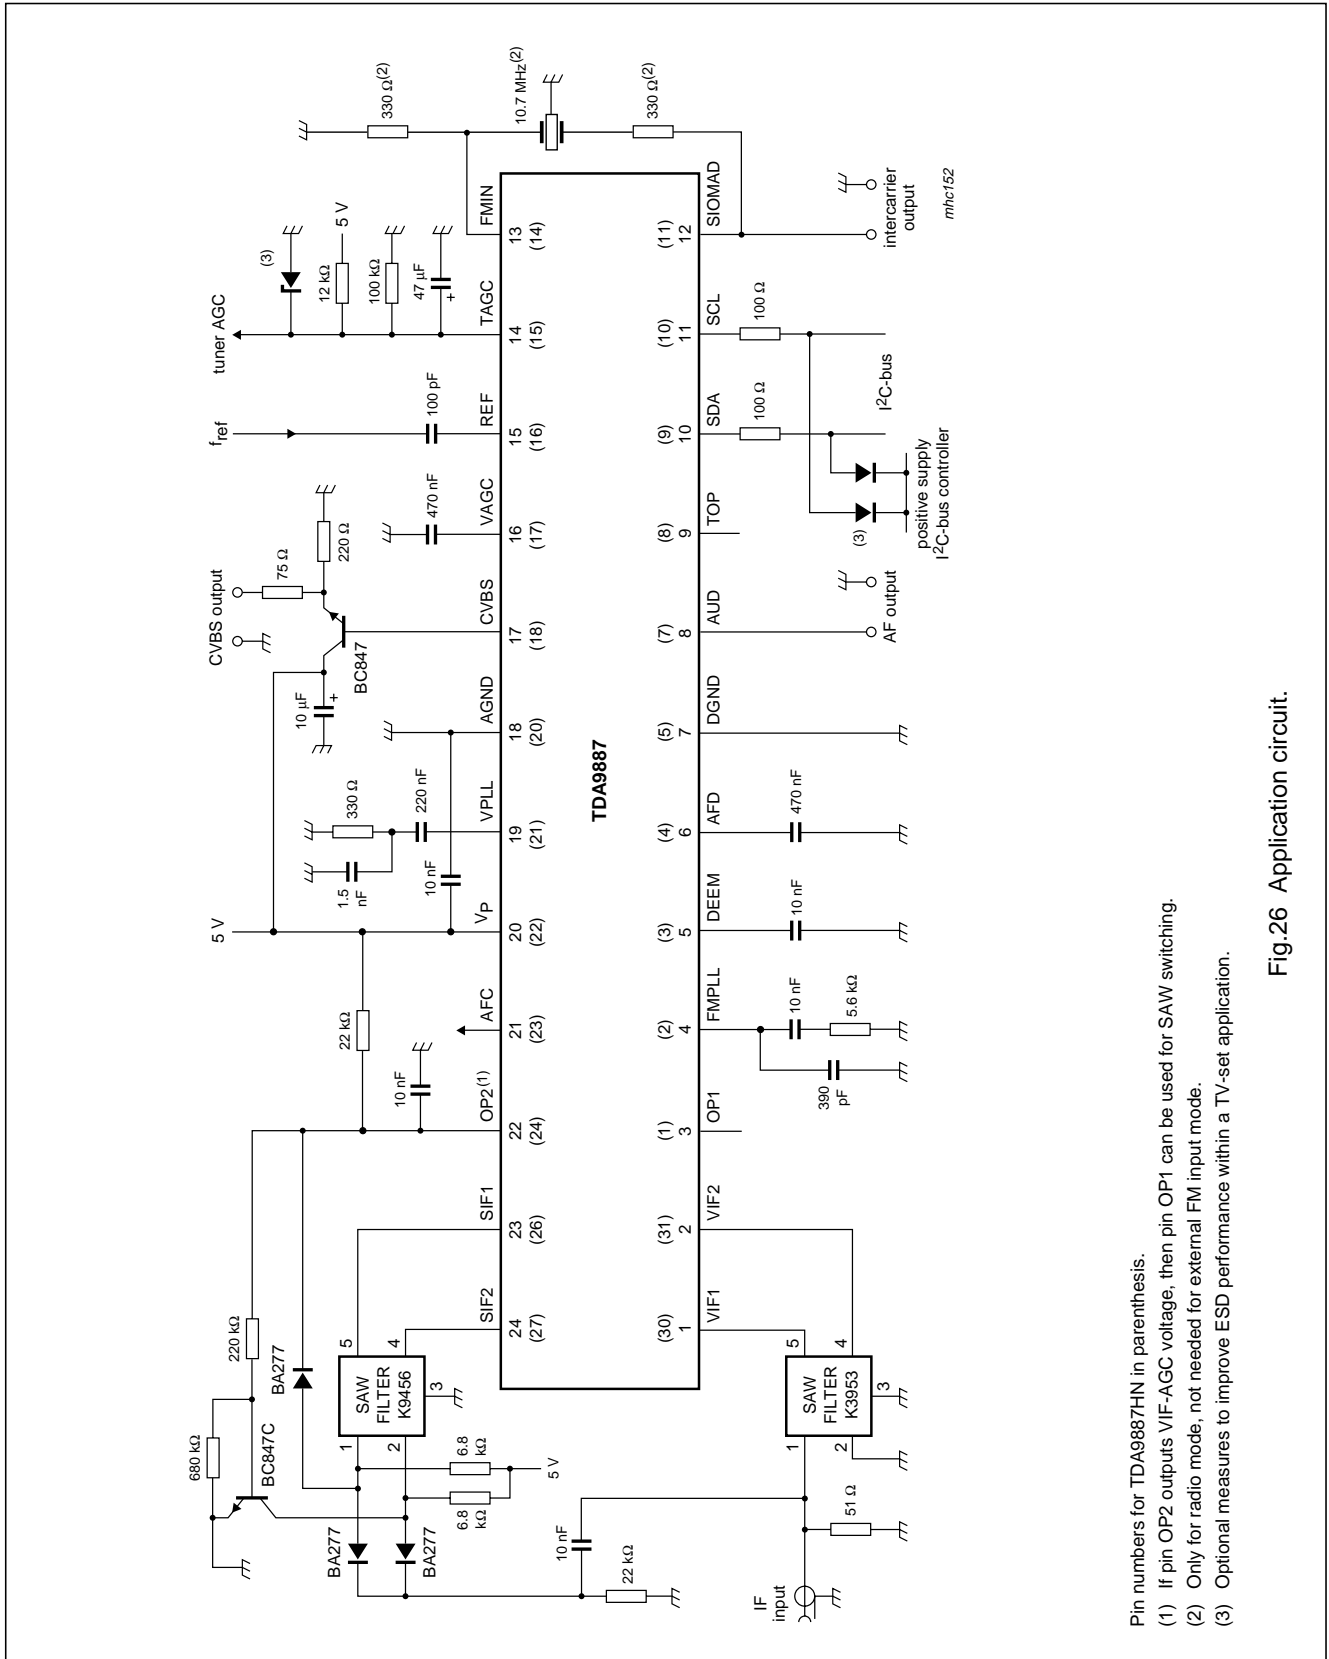 330 Ω(2)
10.7 MHz(2)
330 Ω(2)
tuner AGC
(3)
12 kΩ
5 V
100 kΩ
47 µF
+
fref
100 pF
470 nF
CVBS output
75 Ω
220 Ω
BC847
10 µF
+
330 Ω
220 nF
1.5
nF
10 nF
5 V
22 kΩ
10 nF
220 kΩ
BA277
680 kΩ
BC847C
BA277
BA277
SIF2
SIF1
OP2(1)
AFC
VP
VPLL
AGND
CVBS
VAGC
REF
TAGC
FMIN
24
23
22
21
20
19
18
17
16
15
14
13
(27)
(26)
(24)
(23)
(22)
(21)
(20)
(18)
(17)
(16)
(15)
(14)
TDA9887
(30)
(31)
(1)
(2)
(3)
(4)
(5)
(7)
(8)
(9)
(10)
(11)
1
2
3
4
5
6
7
8
9
10
11
12
VIF1
VIF2
OP1
FMPLL
DEEM
AFD
DGND
AUD
TOP
SDA
SCL
SIOMAD
1
2
SAW
FILTER
K9456
5
4
3
6.8
kΩ
6.8
kΩ
5 V
10 nF
22 kΩ
1
2
SAW
FILTER
K3953
5
4
3
51 Ω
IF
input
390
pF
10 nF
5.6 kΩ
10 nF
470 nF
AF output
100 Ω
100 Ω
(3)
I2C-bus
positive supply
I2C-bus controller
intercarrier
output
mhc152
Pin numbers for TDA9887HN in parenthesis.
(1) If pin OP2 outputs VIF-AGC voltage, then pin OP1 can be used for SAW switching.
(2) Only for radio mode, not needed for external FM input mode.
(3) Optional measures to improve ESD performance within a TV-set application.
Fig.26 Application circuit.